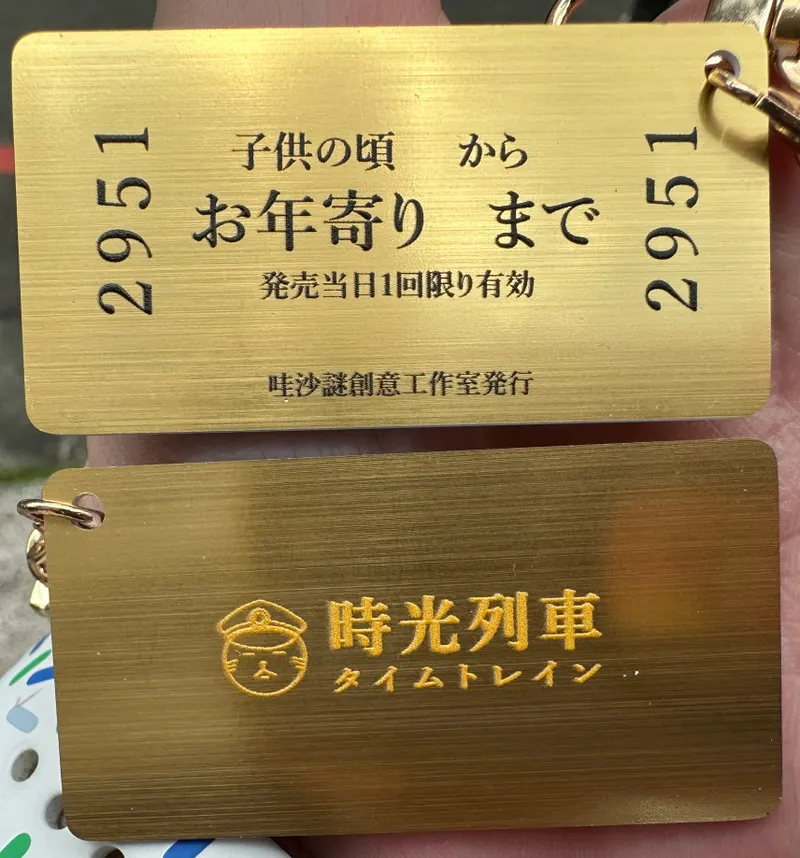 2951
子供の頃 から
お年寄り まで
発売当日1回限り有効
哇沙謎創意工作室発行
2951
時光列車
タイムトレイン